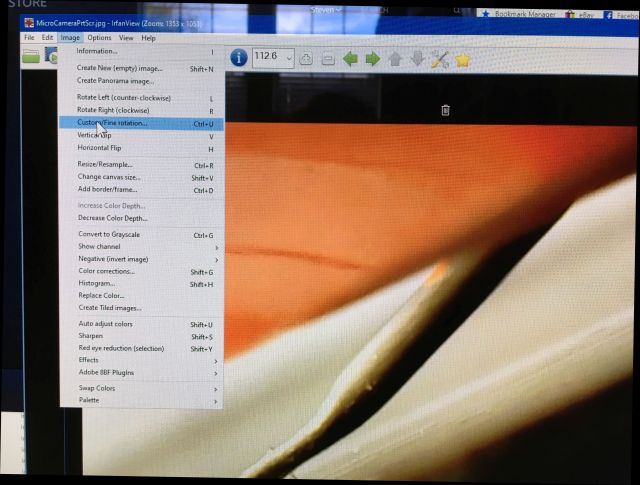 STORE
Steven
MicroCameraPrtScr.jpg - IrfanView (Zoom: 1353 x 1051)
Bookmark Manager eBay Facebo
File Edit Image Options View Help
112.6
Information... I
Create New (empty) image... Shift+N
Create Panorama image...
Rotate Left (counter-clockwise) L
Rotate Right (clockwise) R
Custom/Fine rotation... Ctrl+U
Vertical Flip V
Horizontal Flip H
Resize/Resample... Ctrl+R
Change canvas size... Shift+V
Add border/frame... Ctrl+D
Increase Color Depth...
Decrease Color Depth...
Convert to Grayscale Ctrl+G
Show channel
Negative (invert image)
Color corrections... Shift+G
Histogram... Shift+H
Replace Color...
Create Tiled images...
Auto adjust colors Shift+U
Sharpen Shift+S
Red eye reduction (selection) Shift+Y
Effects
Adobe 8BF PlugIns
Swap Colors
Palette